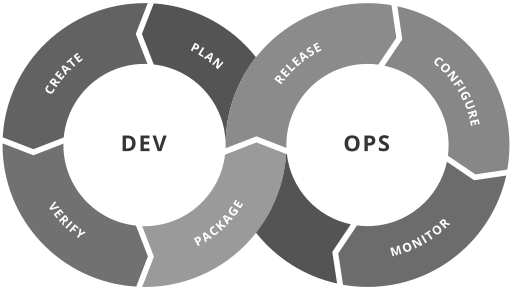 PLAN
CREATE
DEV
VERIFY
PACKAGE
RELEASE
CONFIGURE
OPS
MONITOR